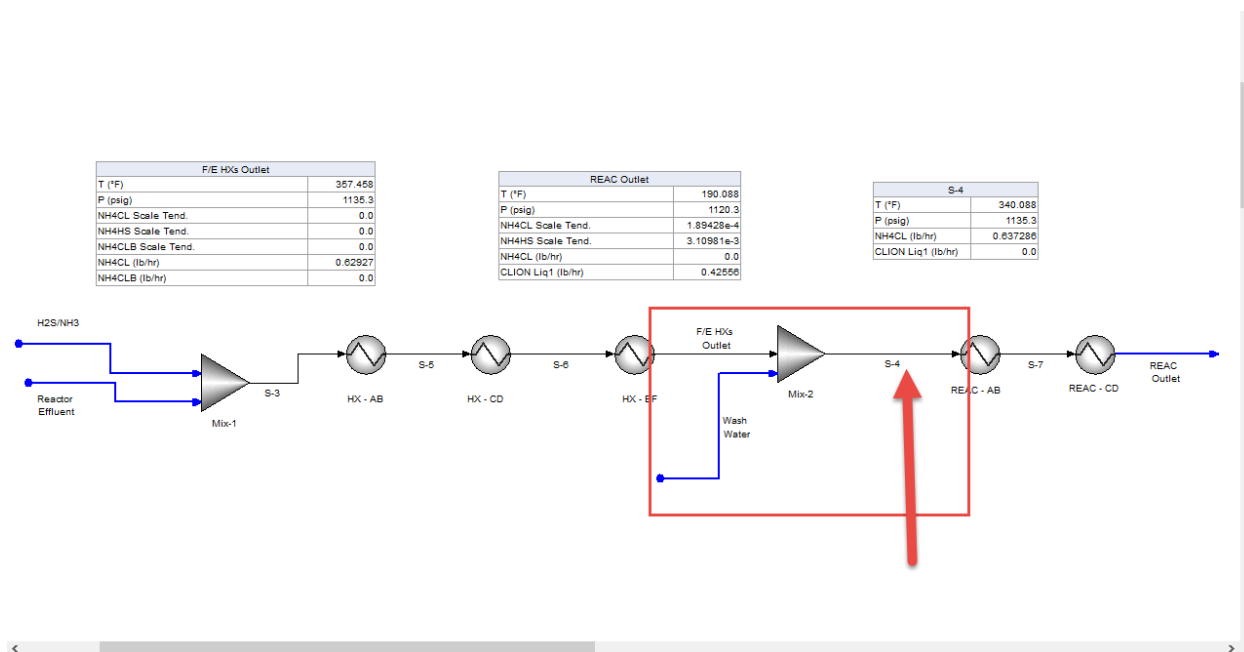 F/E HXs Outlet
T (°F) 357.458
P (psig) 1135.3
NH4CL Scale Tend. 0.0
NH4HS Scale Tend. 0.0
NH4CLB Scale Tend. 0.0
NH4CL (lb/hr) 0.62927
NH4CLB (lb/hr) 0.0
REAC Outlet
T (°F) 190.088
P (psig) 1120.3
NH4CL Scale Tend. 1.89428e-4
NH4HS Scale Tend. 3.10981e-3
NH4CL (lb/hr) 0.0
CLION Liq1 (lb/hr) 0.42556
S-4
T (°F) 340.088
P (psig) 1135.3
NH4CL (lb/hr) 0.637286
CLION Liq1 (lb/hr) 0.0
H2S/NH3
Reactor
Effluent
Mix-1
S-3
HX - AB
S-5
HX - CD
S-6
HX - EF
F/E HXs
Outlet
Wash
Water
Mix-2
S-4
REAC - AB
S-7
REAC - CD
REAC
Outlet